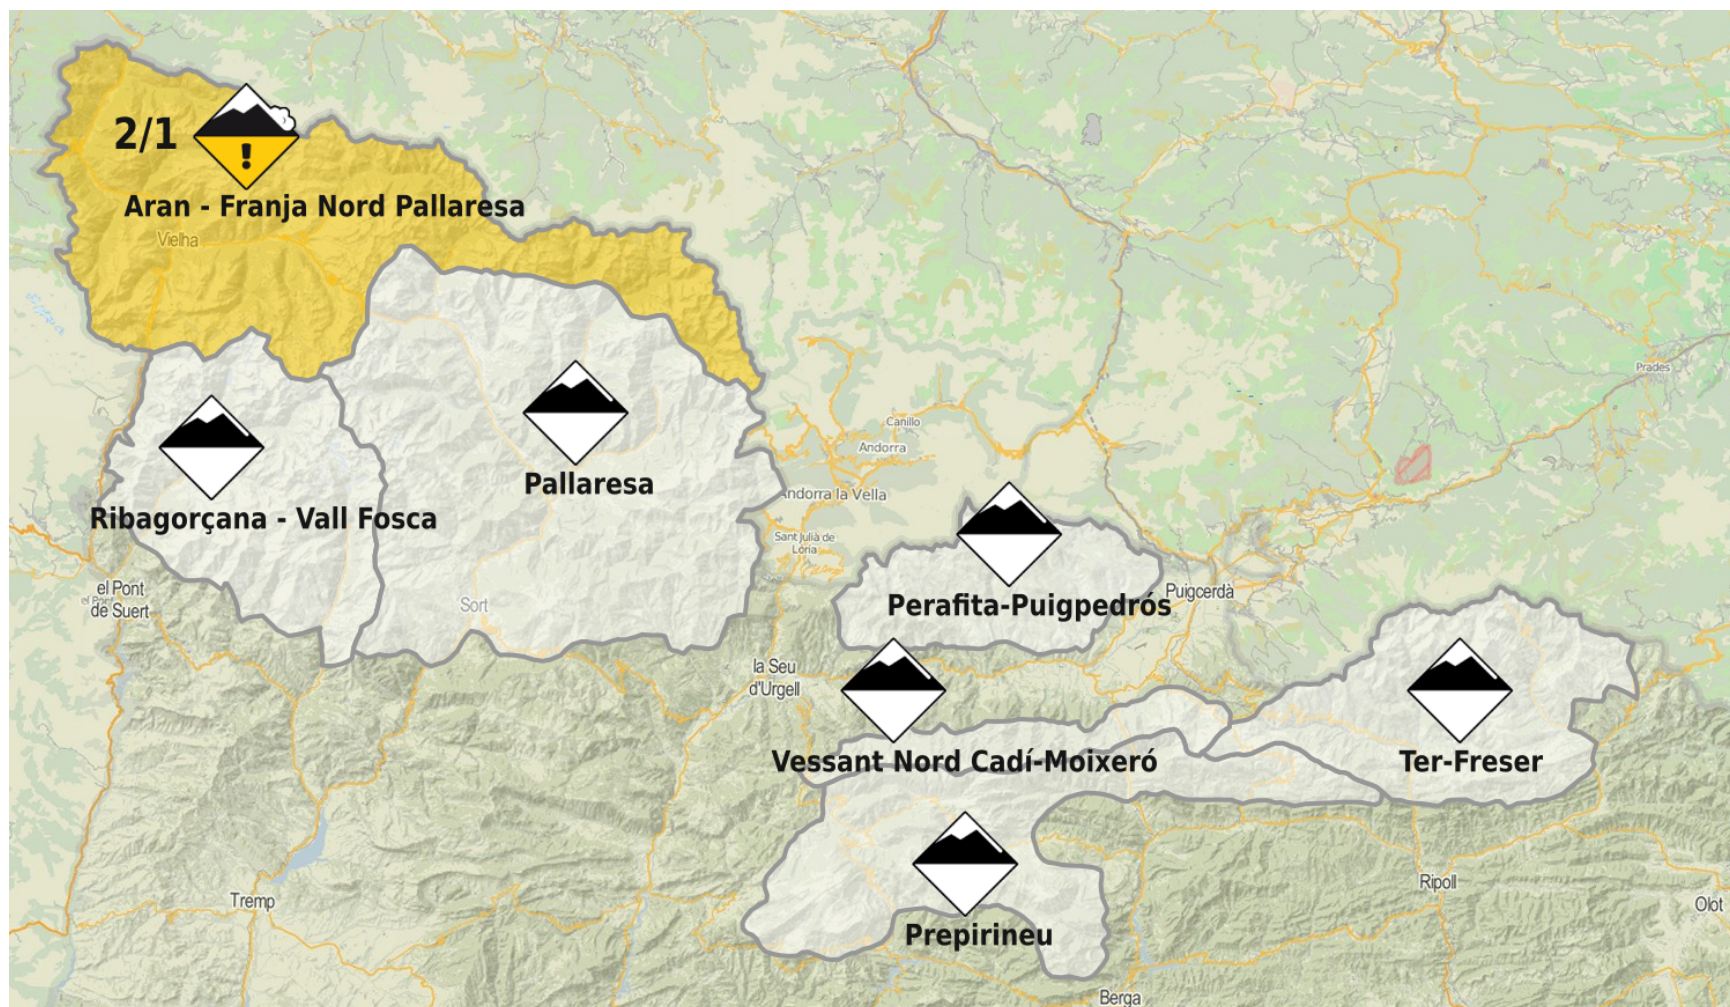 2/1
!
Aran - Franja Nord Pallaresa
Vielha
Prades
Canillo
Andorra
Pallaresa
Andorra la Vella
Ribagorçana - Vall Fosca
Sant Julià de
Lòria
el Pont
de Suert
Sort
Perafita-Puigpedrós
Puigcerdà
la Seu
d'Urgell
Vessant Nord Cadí-Moixeró
Ter-Freser
Ripoll
Tremp
Olot
Prepirineu
Berga